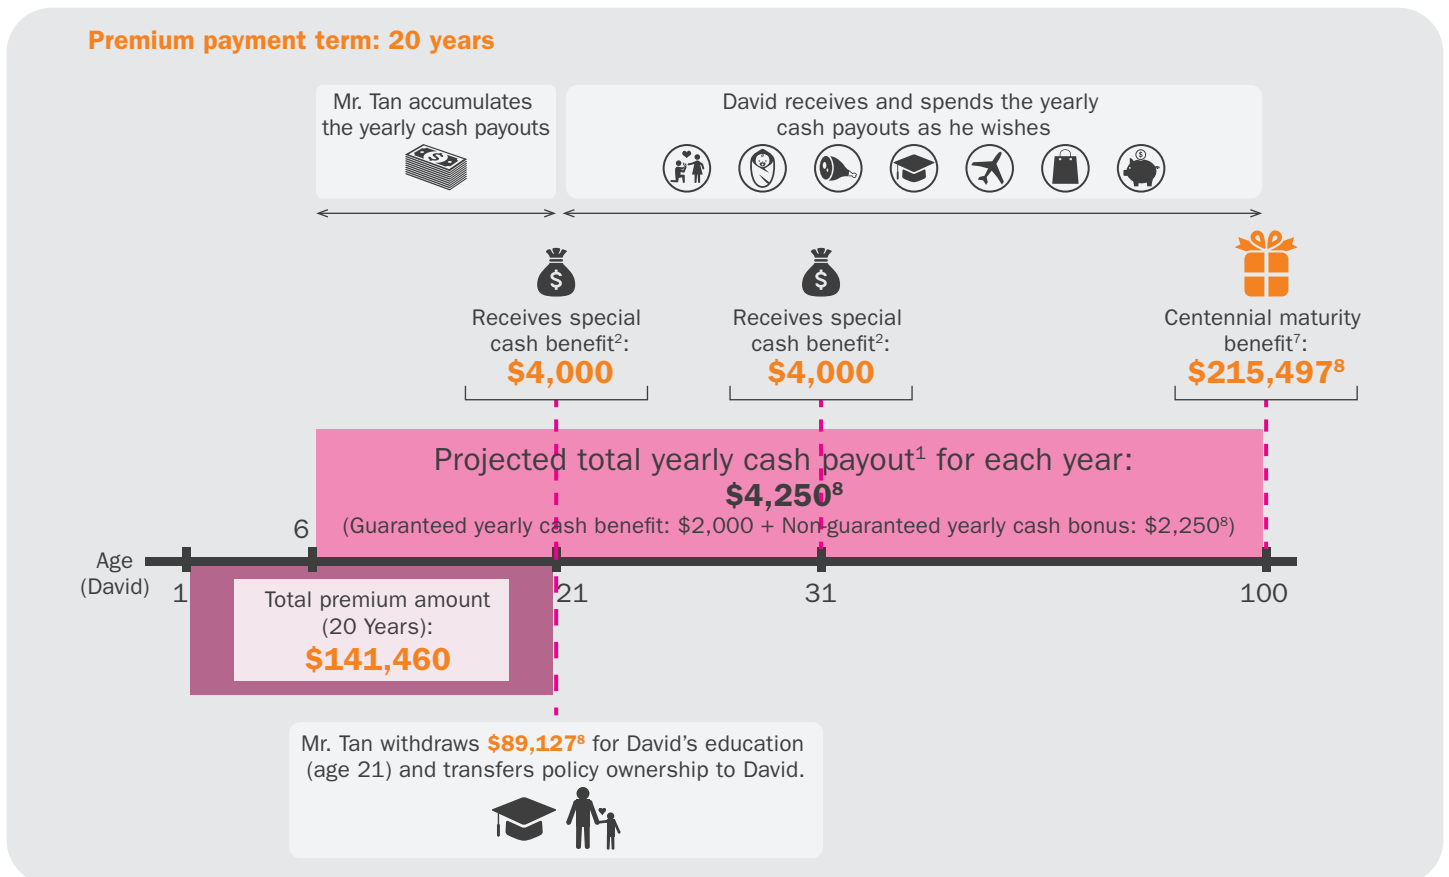 Premium payment term: 20 years
Mr. Tan accumulates
the yearly cash payouts
David receives and spends the yearly
cash payouts as he wishes
Receives special
cash benefit²:
$4,000
Receives special
cash benefit²:
$4,000
Centennial maturity
benefit⁷:
$215,497⁸
Projected total yearly cash payout¹ for each year:
$4,250⁸
(Guaranteed yearly cash benefit: $2,000 + Non-guaranteed yearly cash bonus: $2,250⁸)
6
Age
(David)
1
21
31
100
Total premium amount
(20 Years):
$141,460
Mr. Tan withdraws $89,127⁸ for David’s education
(age 21) and transfers policy ownership to David.